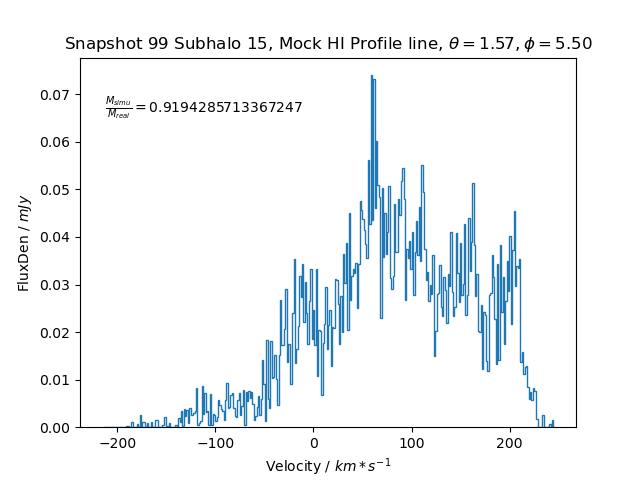 Snapshot 99 Subhalo 15, Mock HI Profile line, θ = 1.57, ϕ = 5.50
M_simu/M_real = 0.9194285713367247
0.07
0.06
0.05
0.04
0.03
0.02
0.01
0.00
FluxDen / mJy
−200 −100 0 100 200
Velocity / km * s⁻¹